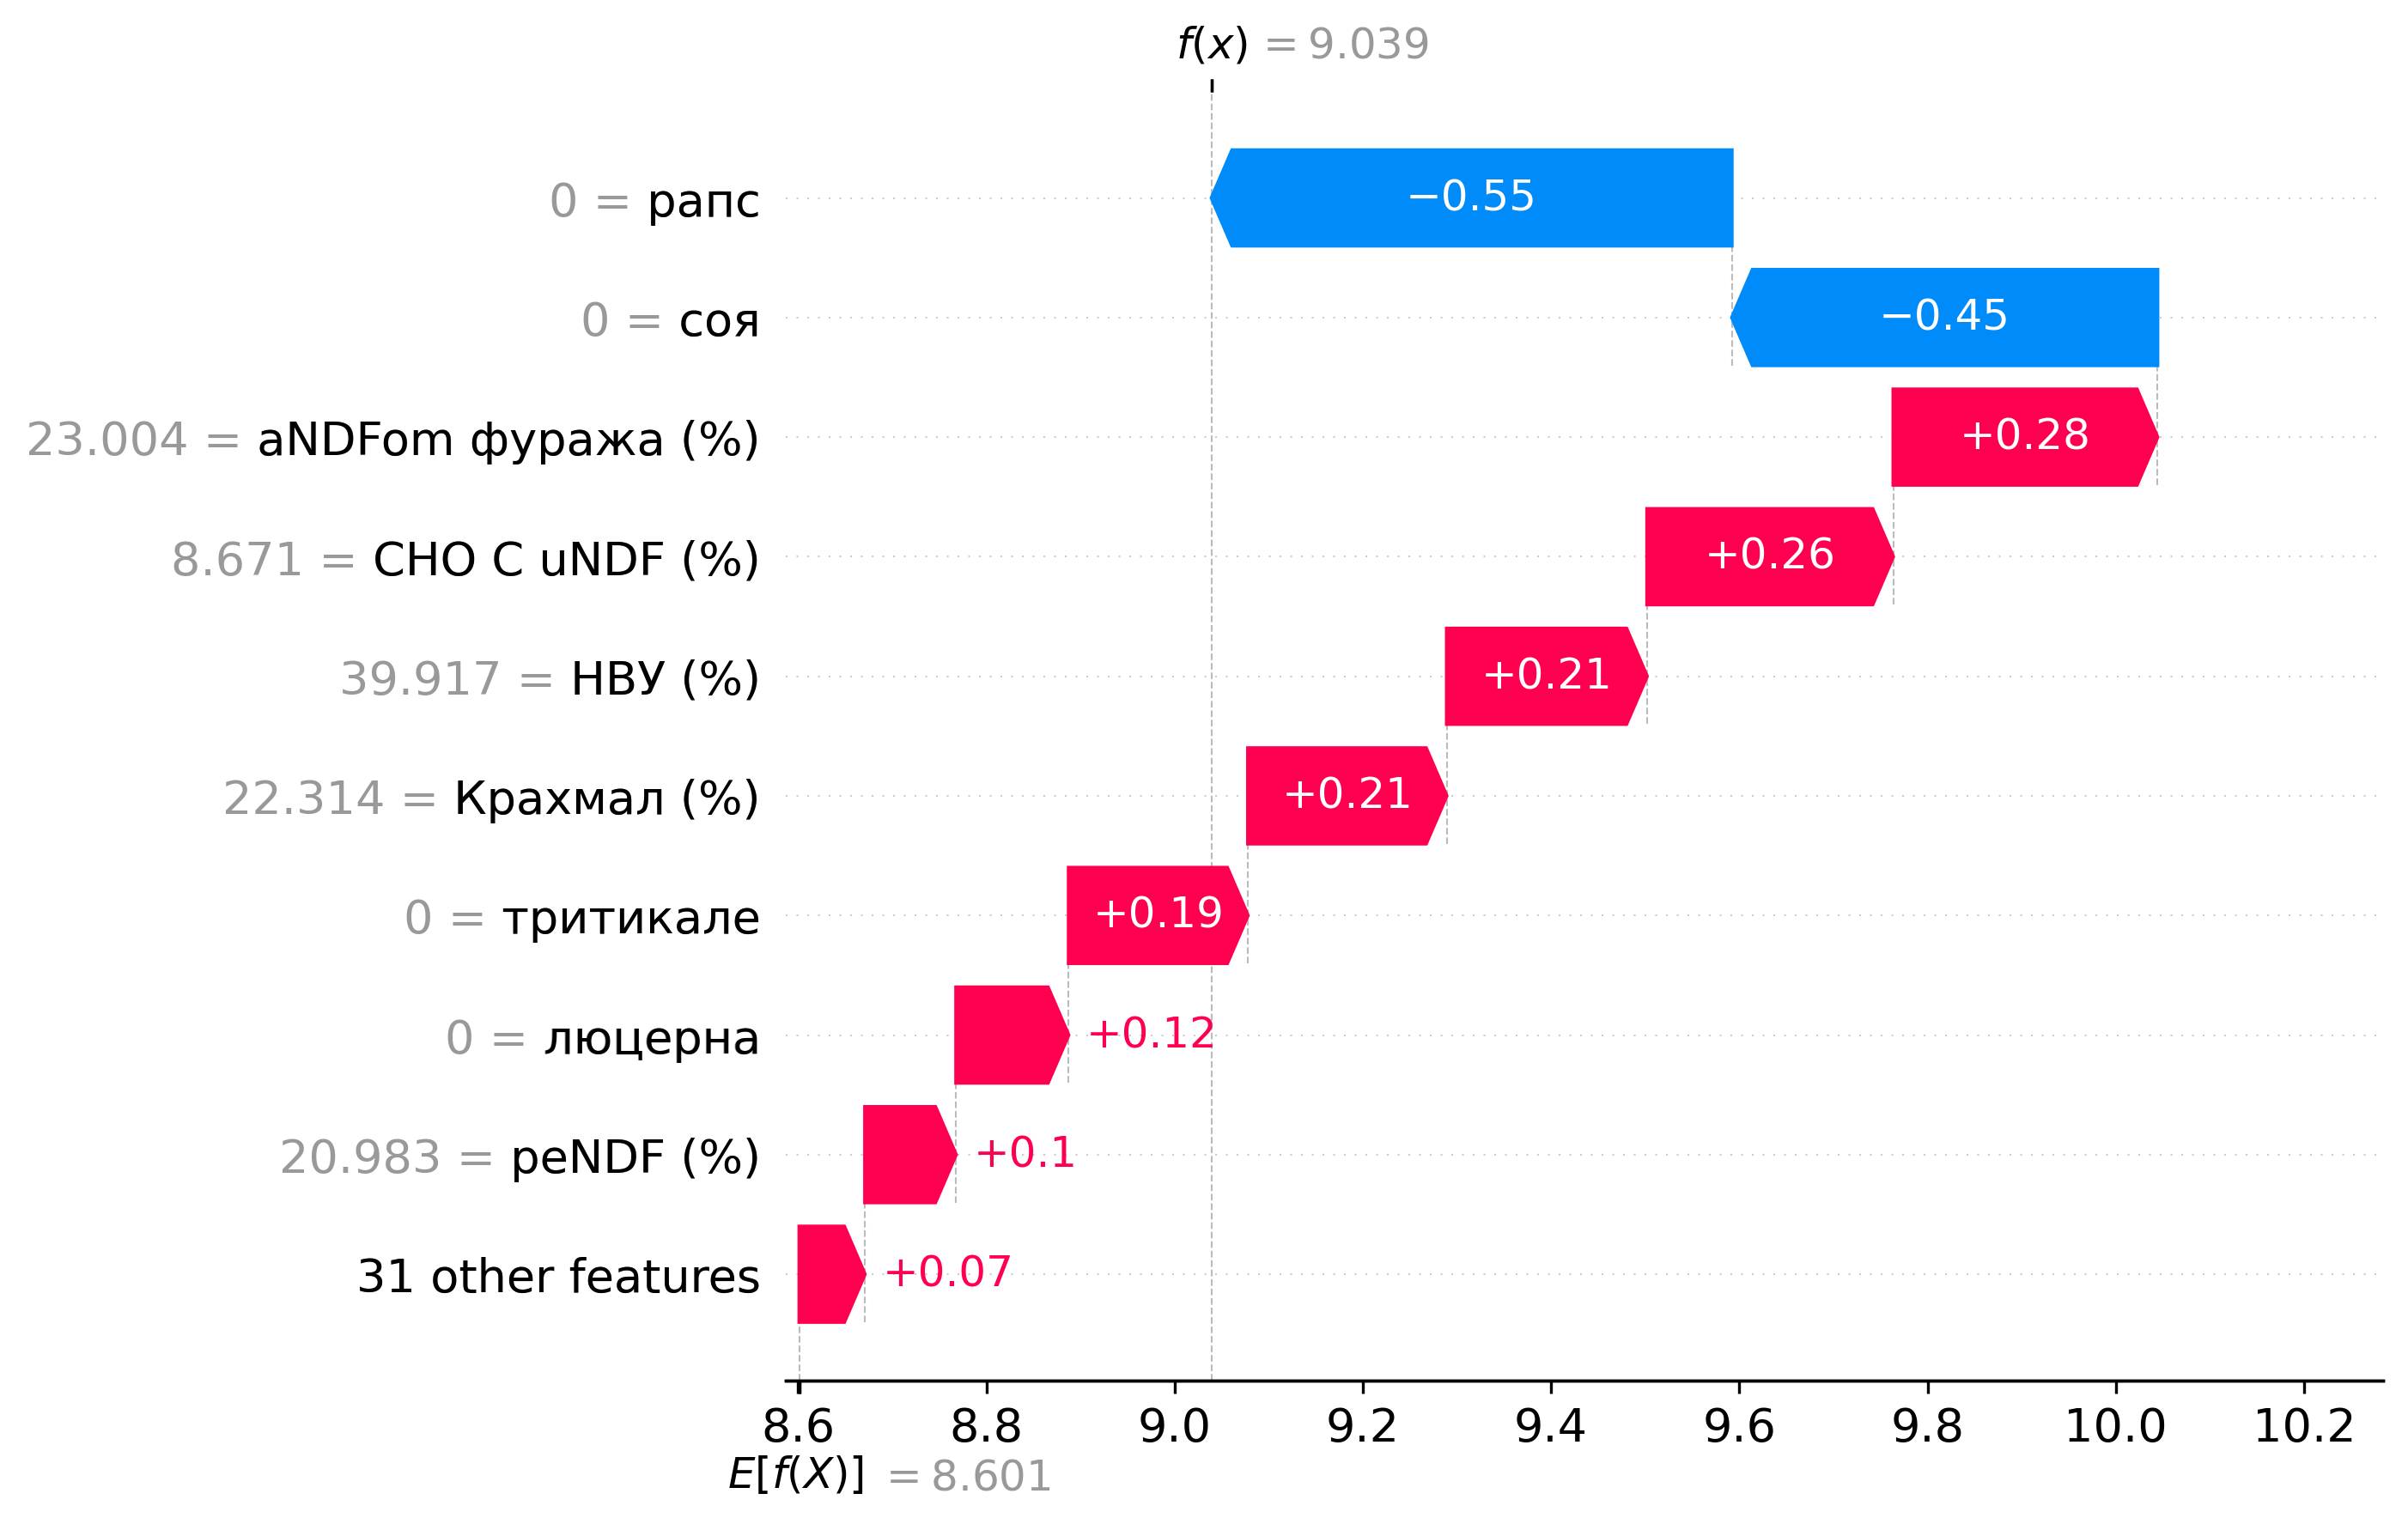 f(x) = 9.039
0 = рапс −0.55
0 = соя −0.45
23.004 = aNDFom фуража (%) +0.28
8.671 = CHO C uNDF (%) +0.26
39.917 = НВУ (%) +0.21
22.314 = Крахмал (%) +0.21
0 = тритикале +0.19
0 = люцерна +0.12
20.983 = peNDF (%) +0.1
31 other features +0.07
8.6 8.8 9.0 9.2 9.4 9.6 9.8 10.0 10.2
E[f(X)] = 8.601